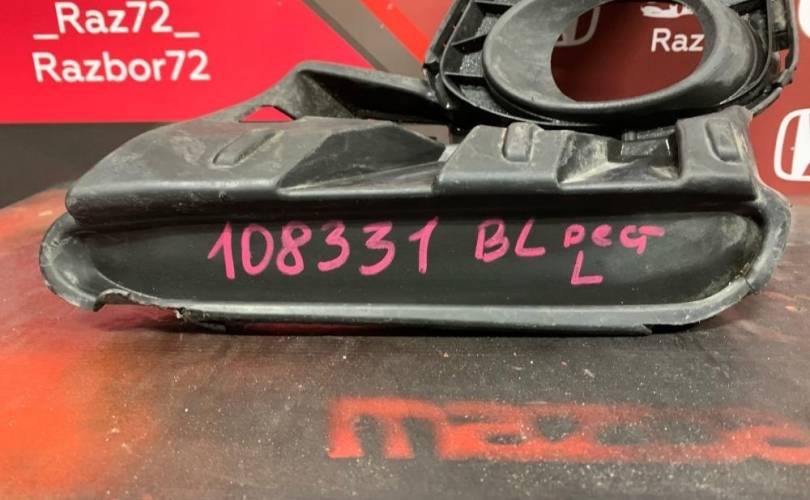 _Raz72_
Razbor72
Raz
108331 BL рест
L
mazda